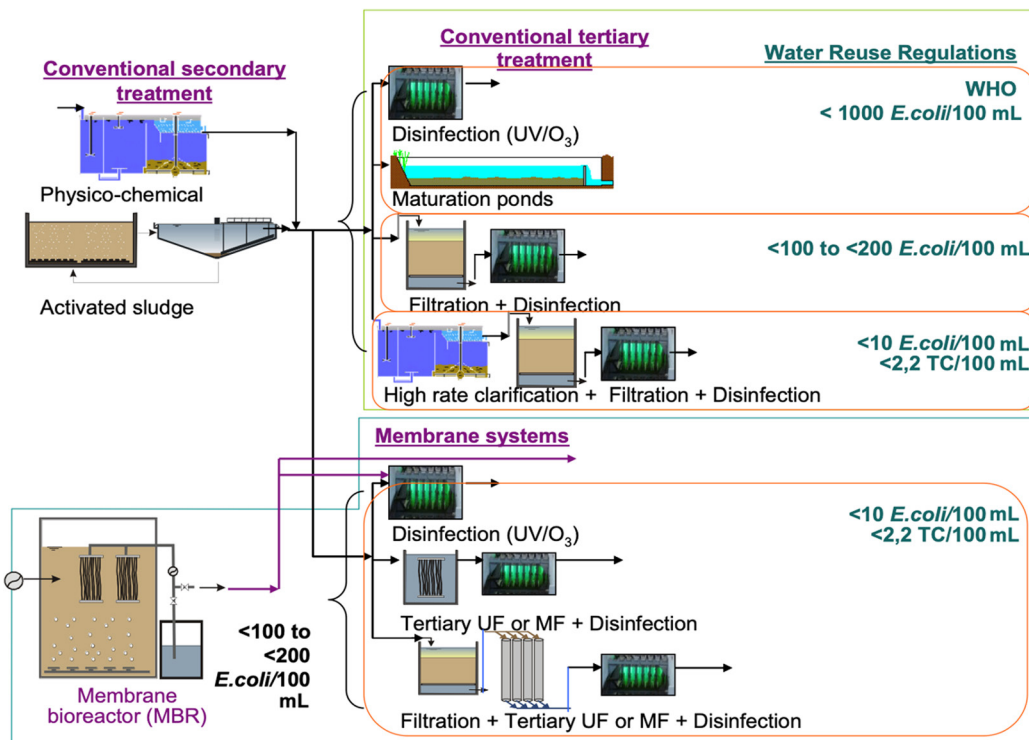 Conventional secondary
treatment
Physico-chemical
Activated sludge
Conventional tertiary
treatment
Water Reuse Regulations
WHO
< 1000 E.coli/100 mL
Disinfection (UV/O3)
Maturation ponds
<100 to <200 E.coli/100 mL
Filtration + Disinfection
<10 E.coli/100 mL
<2,2 TC/100 mL
High rate clarification + Filtration + Disinfection
Membrane systems
Disinfection (UV/O3)
<10 E.coli/100 mL
<2,2 TC/100 mL
Tertiary UF or MF + Disinfection
Filtration + Tertiary UF or MF + Disinfection
<100 to
<200
E.coli/100
mL
Membrane
bioreactor (MBR)